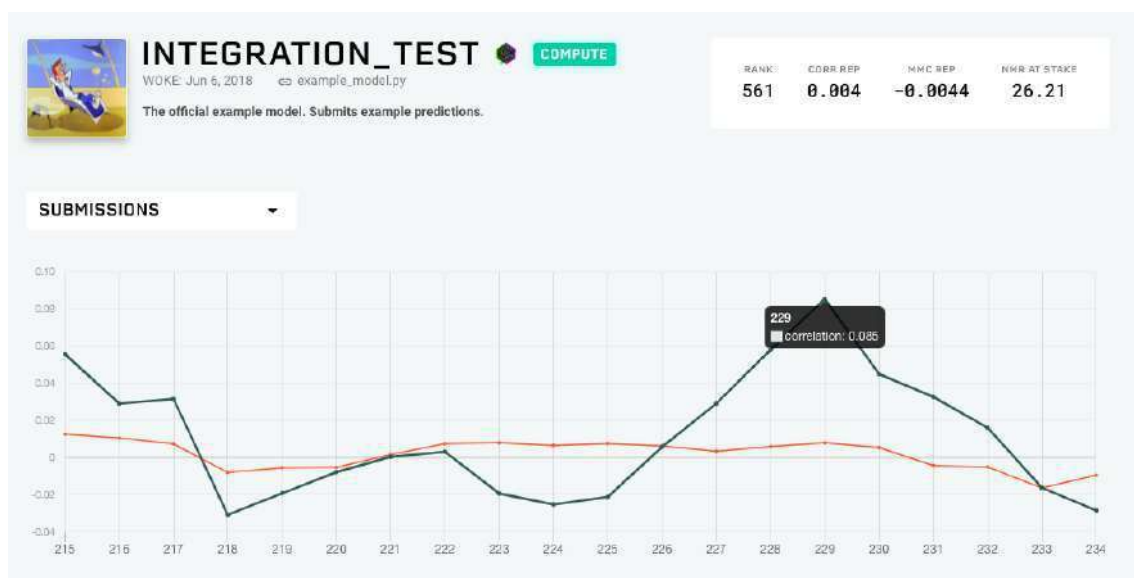 INTEGRATION_TEST COMPUTE
WOKE: Jun 6, 2018 example_model.py
The official example model. Submits example predictions.
RANK CORR REP MMC REP NMR AT STAKE
561 0.004 -0.0044 26.21
SUBMISSIONS
0.10
0.08
0.06
0.04
0.02
0
-0.02
-0.04
229
correlation: 0.085
215 216 217 218 219 220 221 222 223 224 225 226 227 228 229 230 231 232 233 234